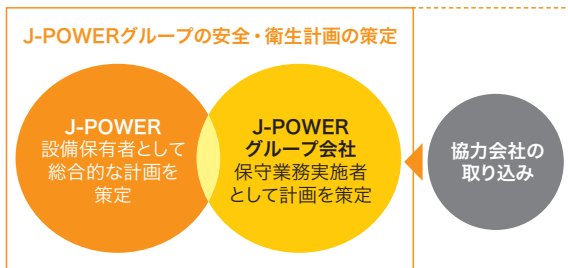 J-POWERグループの安全・衛生計画の策定
J-POWER
設備保有者として
総合的な計画を
策定
J-POWER
グループ会社
保守業務実施者
として計画を策定
協力会社の
取り込み